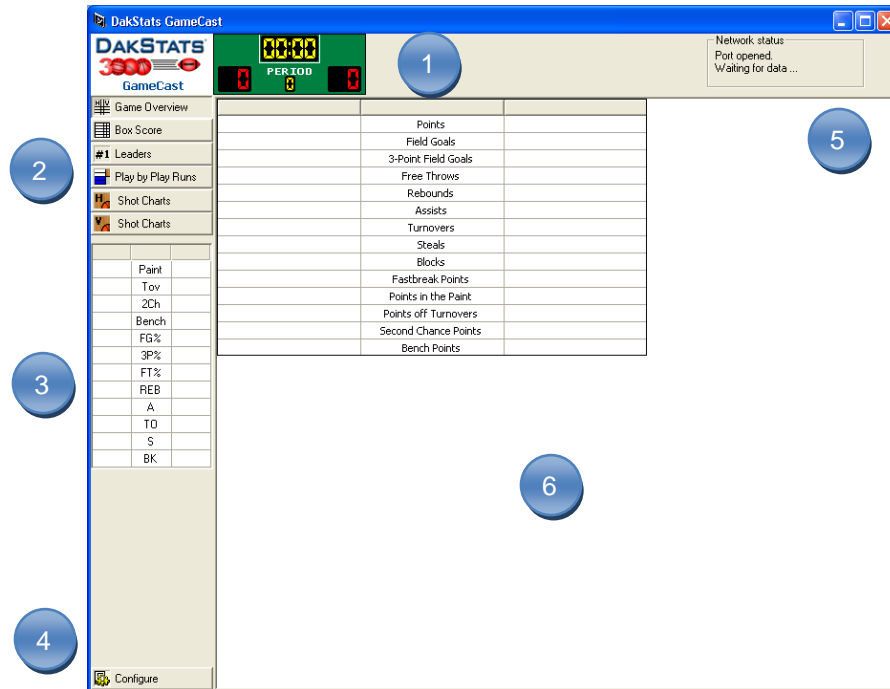 DakStats GameCast
DAKSTATS
3000
GameCast
00:00
PERIOD
0 0 0
1
Network status
Port opened.
Waiting for data ...
Game Overview
Box Score
#1 Leaders
Play by Play Runs
H Shot Charts
V Shot Charts
2
Points
Field Goals
3-Point Field Goals
Free Throws
Rebounds
Assists
Turnovers
Steals
Blocks
Fastbreak Points
Points in the Paint
Points off Turnovers
Second Chance Points
Bench Points
5
Paint
Tov
2Ch
Bench
FG%
3P%
FT%
REB
A
TO
S
BK
3
6
4
Configure